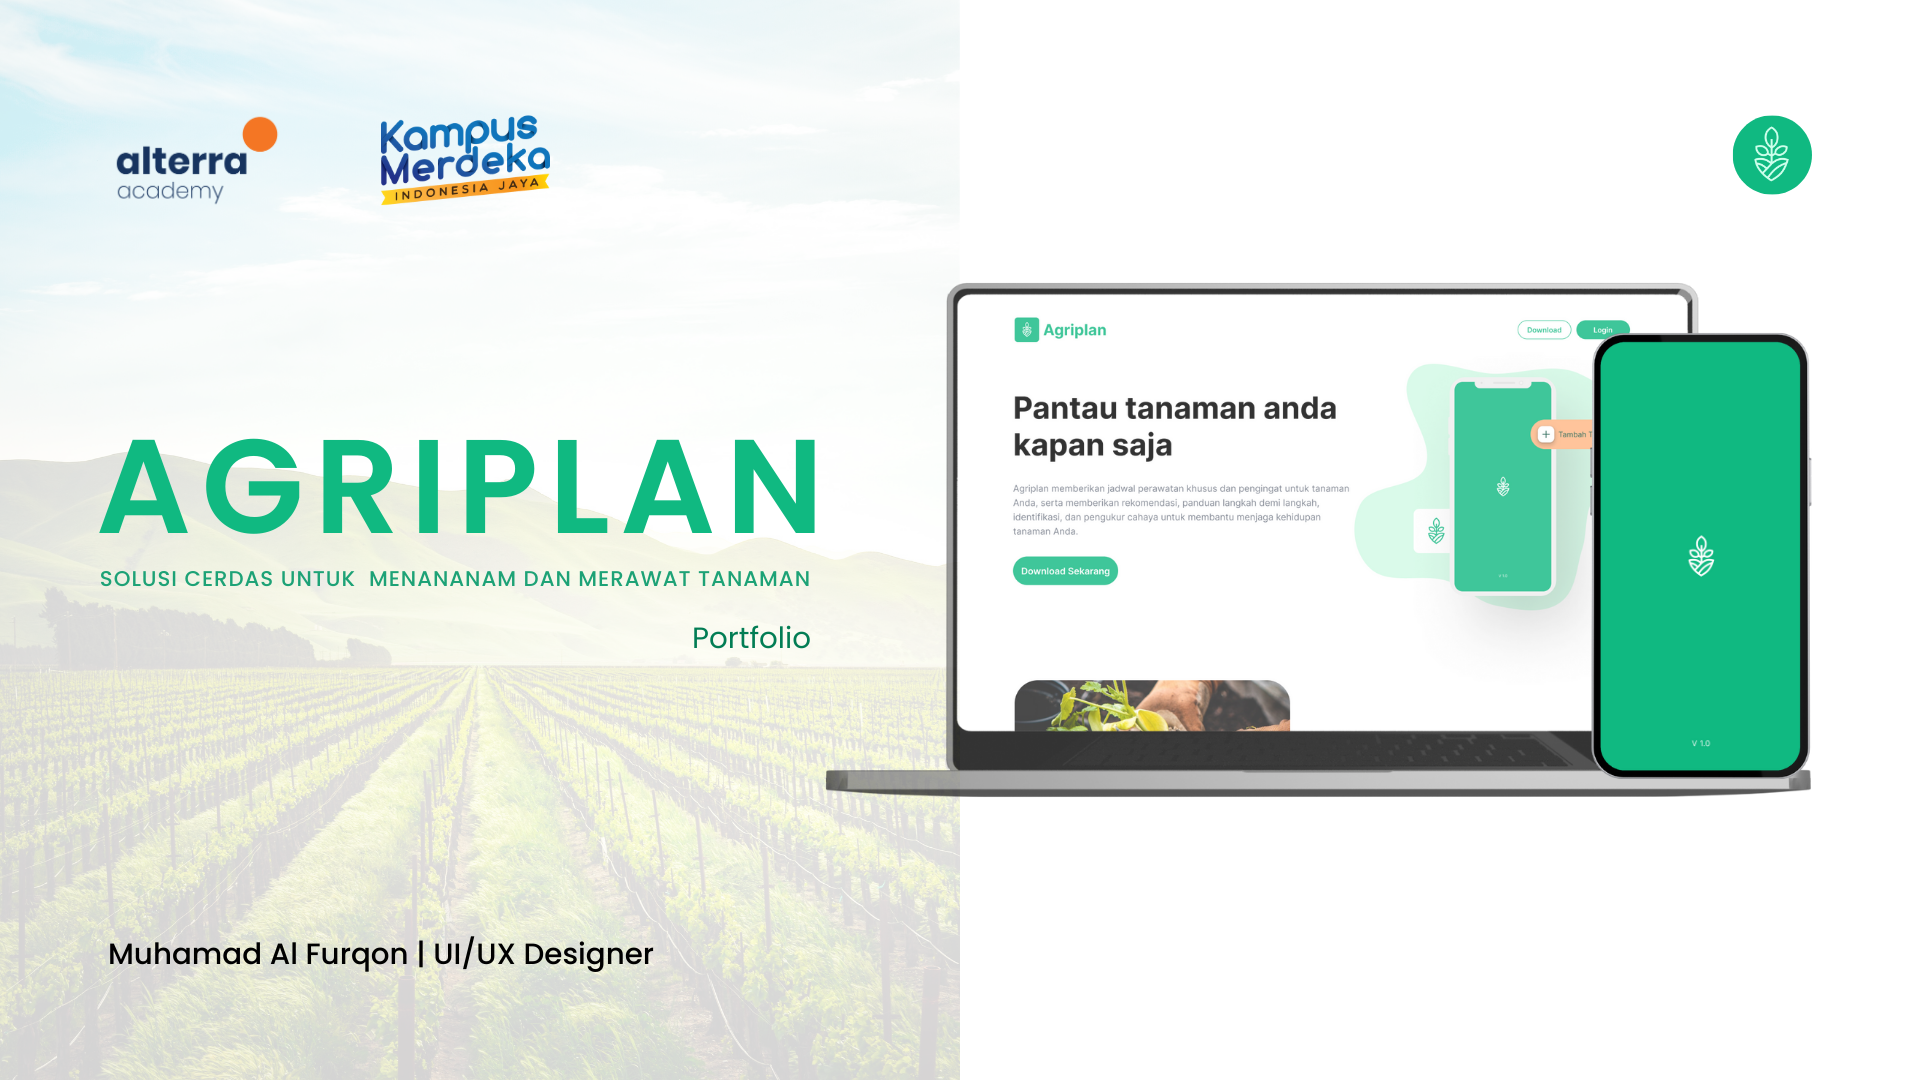 alterra
academy
Kampus
Merdeka
INDONESIA JAYA
AGRIPLAN
SOLUSI CERDAS UNTUK  MENANANAM DAN MERAWAT TANAMAN
Portfolio
Muhamad Al Furqon | UI/UX Designer
Agriplan
Download
Login
Pantau tanaman anda
kapan saja
Agriplan memberikan jadwal perawatan khusus dan pengingat untuk tanaman
Anda, serta memberikan rekomendasi, panduan langkah demi langkah,
identifikasi, dan pengukur cahaya untuk membantu menjaga kehidupan
tanaman Anda.
Download Sekarang
Tambah T
V 1.0
V 1.0